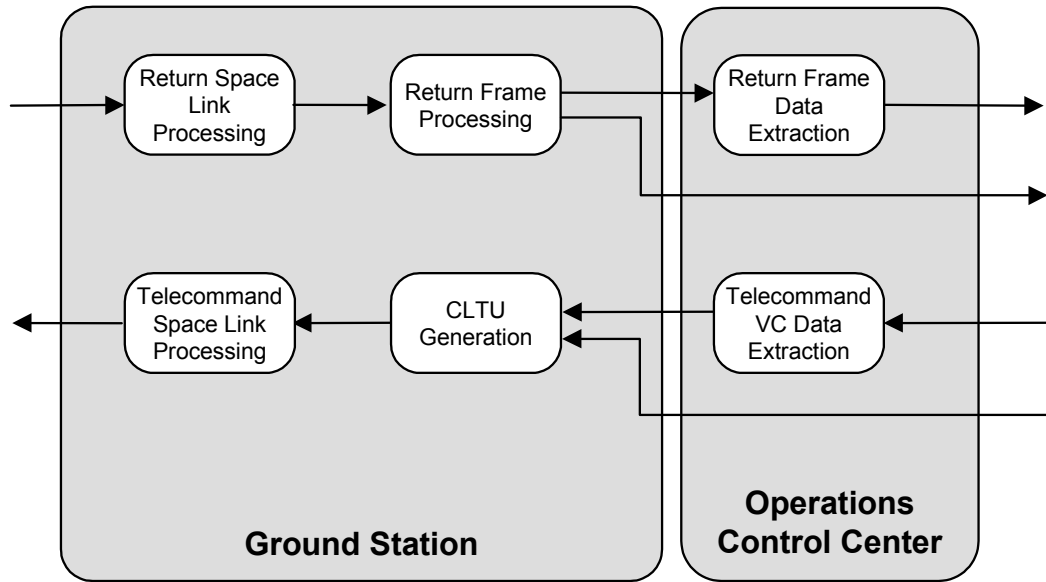 Return Space
Link
Processing
Return Frame
Processing
Return Frame
Data
Extraction
Telecommand
Space Link
Processing
CLTU
Generation
Telecommand
VC Data
Extraction
Ground Station
Operations
Control Center